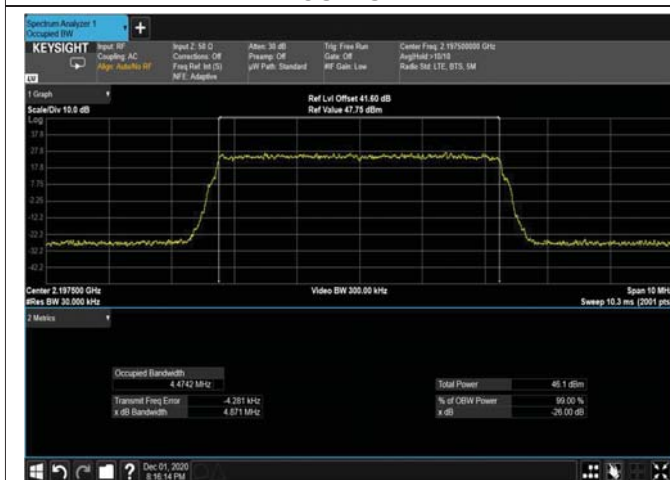 Spectrum Analyzer 1
Occupied BW
+
KEYSIGHT
Input: RF
Coupling: AC
Align: Auto/No RF
Input Z: 50 Ω
Corrections: Off
Freq Ref: Int (S)
NFE: Adaptive
Atten: 38 dB
Preamp: Off
µW Path: Standard
Trig: Free Run
Gate: Off
#IF Gain: Low
Center Freq: 2.197500000 GHz
Avg|Hold:>10/10
Radio Std: LTE, BTS, 5M
LV
1 Graph
Scale/Div 10.0 dB
Ref Lvl Offset 41.60 dB
Ref Value 47.75 dBm
Log
37.8
27.8
17.8
7.75
-2.25
-12.2
-22.2
-32.2
-42.2
Center 2.197500 GHz
#Res BW 30.000 kHz
Video BW 300.00 kHz
Span 10 MHz
Sweep 10.3 ms (2001 pts)
2 Metrics
Occupied Bandwidth
4.4742 MHz
Transmit Freq Error -4.281 kHz
x dB Bandwidth 4.871 MHz
Total Power 46.1 dBm
% of OBW Power 99.00 %
x dB -26.00 dB
?
Dec 01, 2020
8:16:14 PM